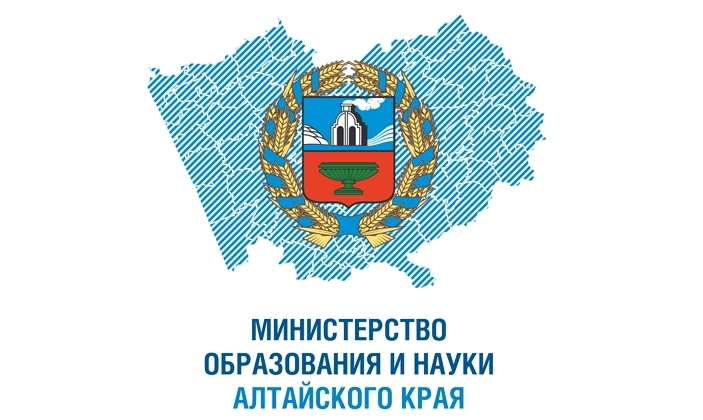 МИНИСТЕРСТВО
ОБРАЗОВАНИЯ И НАУКИ
АЛТАЙСКОГО КРАЯ